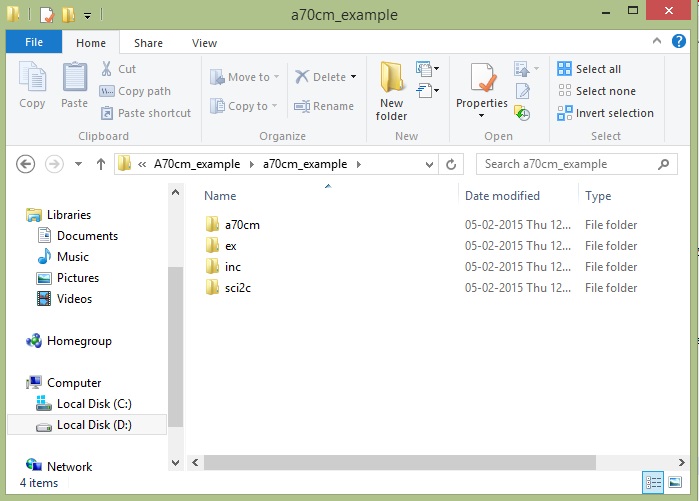 a70cm_example
File Home Share View
Copy
Paste
Cut
Copy path
Paste shortcut
Clipboard
Move to
Copy to
Delete
Rename
Organize
New folder
New
Properties
Open
Select all
Select none
Invert selection
Select
« A70cm_example a70cm_example
Search a70cm_example
Name Date modified Type
a70cm 05-02-2015 Thu 12... File folder
ex 05-02-2015 Thu 12... File folder
inc 05-02-2015 Thu 12... File folder
sci2c 05-02-2015 Thu 12... File folder
Libraries
Documents
Music
Pictures
Videos
Homegroup
Computer
Local Disk (C:)
Local Disk (D:)
Network
4 items